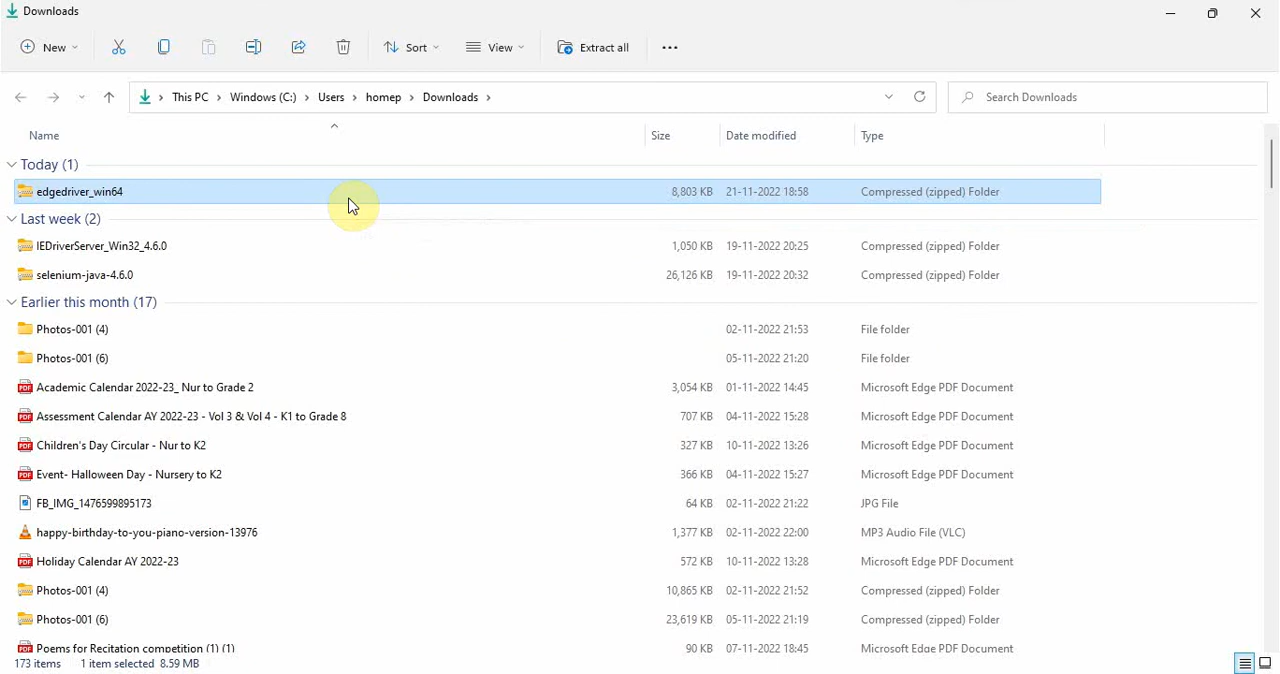 Downloads
New Sort View Extract all
This PC > Windows (C:) > Users > homep > Downloads > Search Downloads
Name Size Date modified Type
Today (1)
edgedriver_win64 8,803 KB 21-11-2022 18:58 Compressed (zipped) Folder
Last week (2)
IEDriverServer_Win32_4.6.0 1,050 KB 19-11-2022 20:25 Compressed (zipped) Folder
selenium-java-4.6.0 26,126 KB 19-11-2022 20:32 Compressed (zipped) Folder
Earlier this month (17)
Photos-001 (4) 02-11-2022 21:53 File folder
Photos-001 (6) 05-11-2022 21:20 File folder
Academic Calendar 2022-23_ Nur to Grade 2 3,054 KB 01-11-2022 14:45 Microsoft Edge PDF Document
Assessment Calendar AY 2022-23 - Vol 3 & Vol 4 - K1 to Grade 8 707 KB 04-11-2022 15:28 Microsoft Edge PDF Document
Children's Day Circular - Nur to K2 327 KB 10-11-2022 13:26 Microsoft Edge PDF Document
Event- Halloween Day - Nursery to K2 366 KB 04-11-2022 15:27 Microsoft Edge PDF Document
FB_IMG_1476599895173 64 KB 02-11-2022 21:22 JPG File
happy-birthday-to-you-piano-version-13976 1,377 KB 02-11-2022 22:00 MP3 Audio File (VLC)
Holiday Calendar AY 2022-23 572 KB 10-11-2022 13:28 Microsoft Edge PDF Document
Photos-001 (4) 10,865 KB 02-11-2022 21:52 Compressed (zipped) Folder
Photos-001 (6) 23,619 KB 05-11-2022 21:19 Compressed (zipped) Folder
Poems for Recitation competition (1) (1) 90 KB 07-11-2022 18:45 Microsoft Edge PDF Document
173 items 1 item selected 8.59 MB